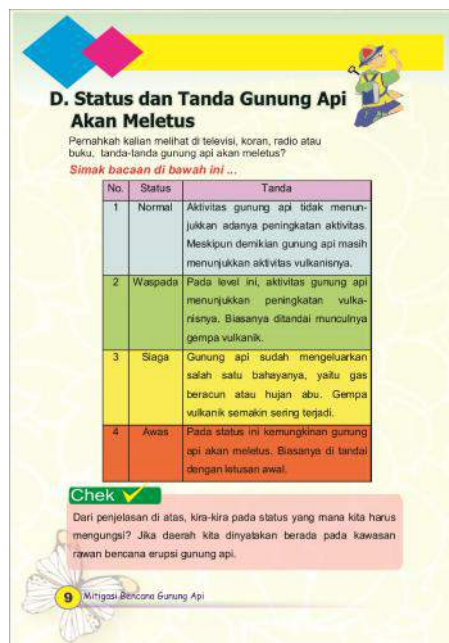 D. Status dan Tanda Gunung Api
Akan Meletus
Pernahkah kalian melihat di televisi, koran, radio atau
buku, tanda-tanda gunung api akan meletus?
Simak bacaan di bawah ini ...
No. Status Tanda
1 Normal Aktivitas gunung api tidak menun-
jukkan adanya peningkatan aktivitas.
Meskipun demikian gunung api masih
menunjukkan aktivitas vulkanisnya.
2 Waspada Pada level ini, aktivitas gunung api
menunjukkan peningkatan vulka-
nisnya. Biasanya ditandai munculnya
gempa vulkanik.
3 Siaga Gunung api sudah mengeluarkan
salah satu bahayanya, yaitu gas
beracun atau hujan abu. Gempa
vulkanik semakin sering terjadi.
4 Awas Pada status ini kemungkinan gunung
api akan meletus. Biasanya di tandai
dengan letusan awal.
Chek
Dari penjelasan di atas, kira-kira pada status yang mana kita harus
mengungsi? Jika daerah kita dinyatakan berada pada kawasan
rawan bencana erupsi gunung api.
9 Mitigasi Bencana Gunung Api